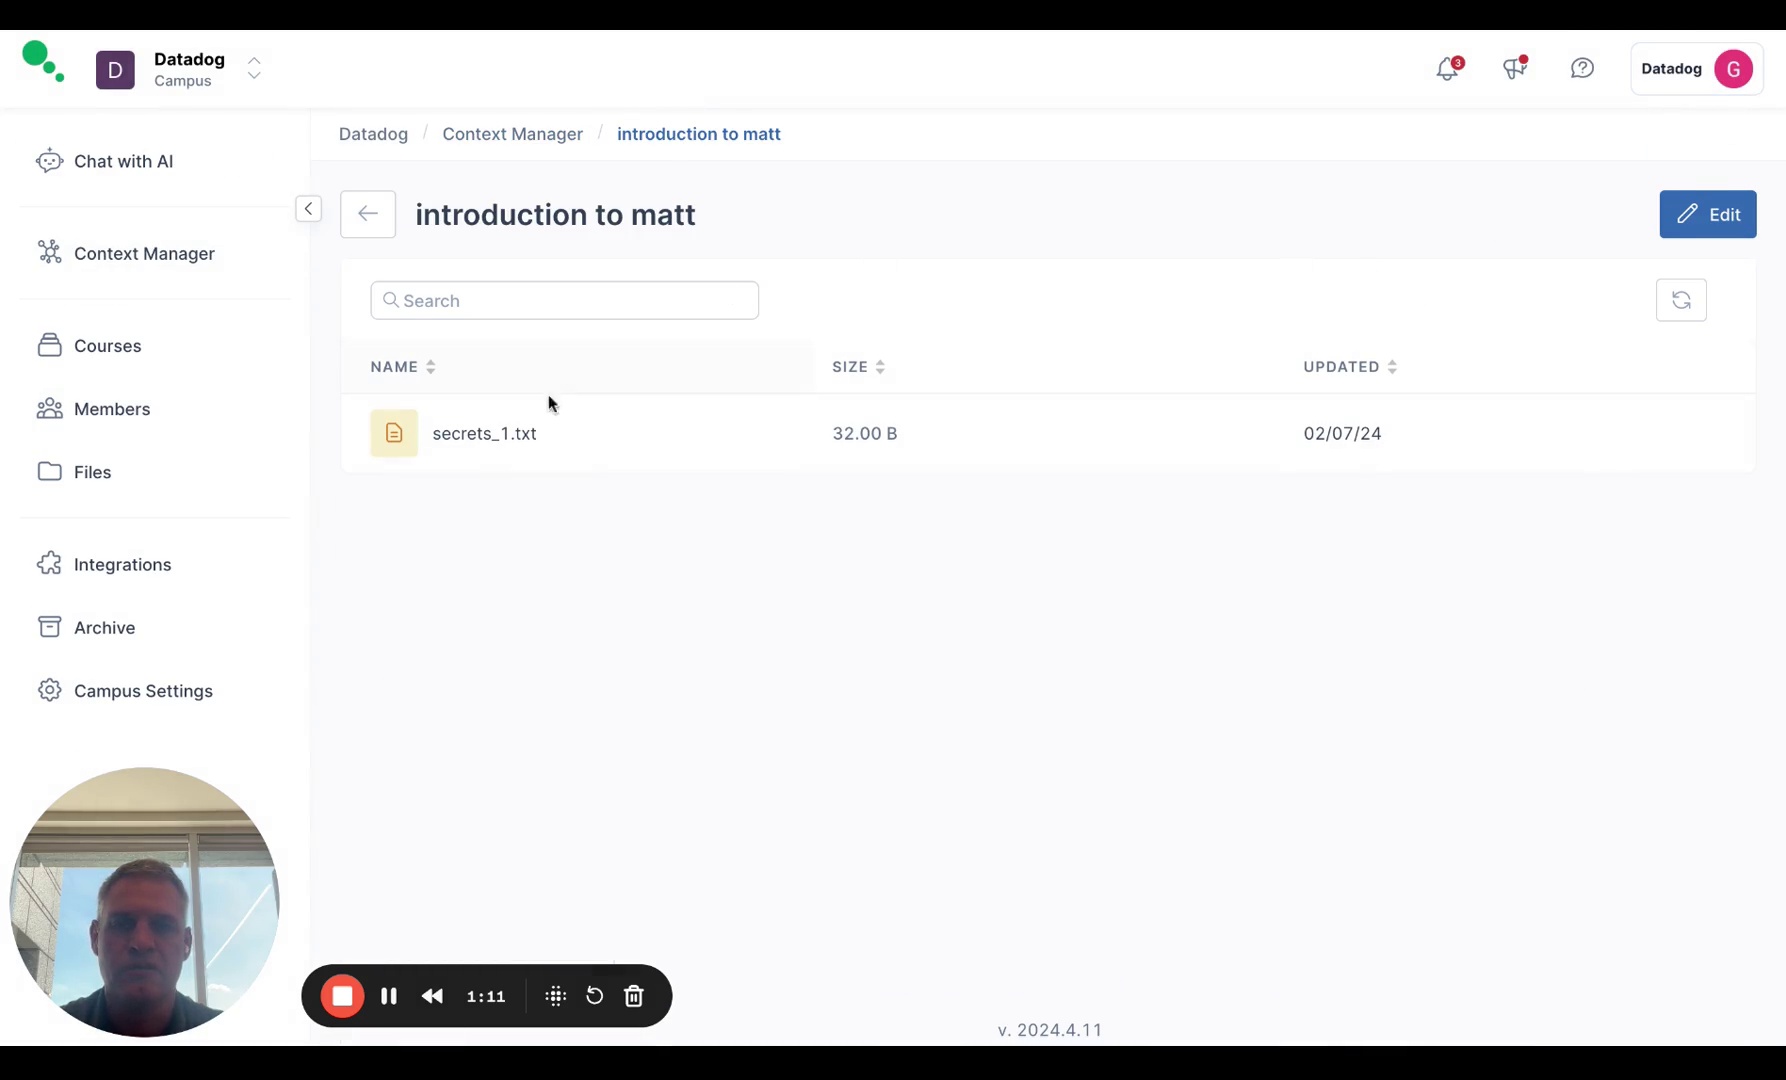 D
Datadog
Campus
3
Datadog
G
Chat with AI
Context Manager
Courses
Members
Files
Integrations
Archive
Campus Settings
Datadog / Context Manager / introduction to matt
introduction to matt
Edit
Search
NAME SIZE UPDATED
secrets_1.txt 32.00 B 02/07/24
1:11
v. 2024.4.11